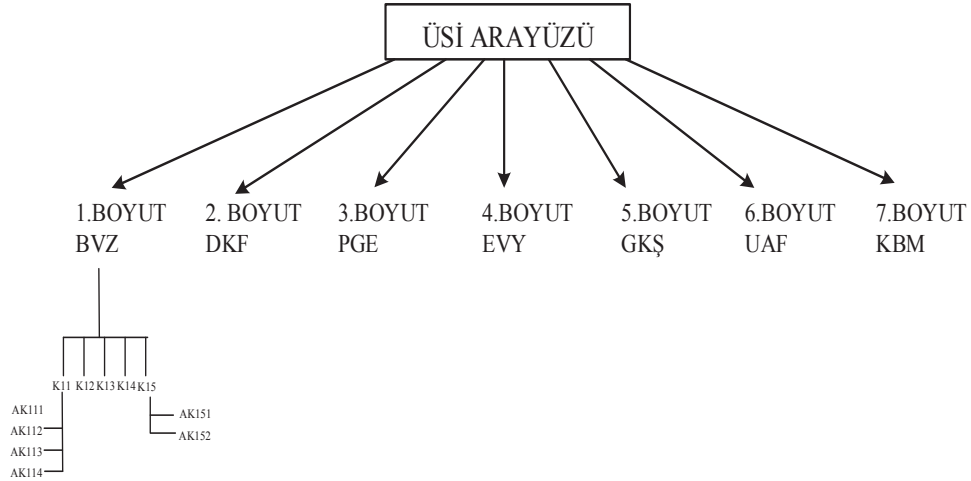 ÜSİ ARAYÜZÜ
1.BOYUT 2. BOYUT 3.BOYUT 4.BOYUT 5.BOYUT 6.BOYUT 7.BOYUT
BVZ DKF PGE EVY GKŞ UAF KBM
K11 K12 K13 K14 K15
AK111 AK151
AK112 AK152
AK113
AK114